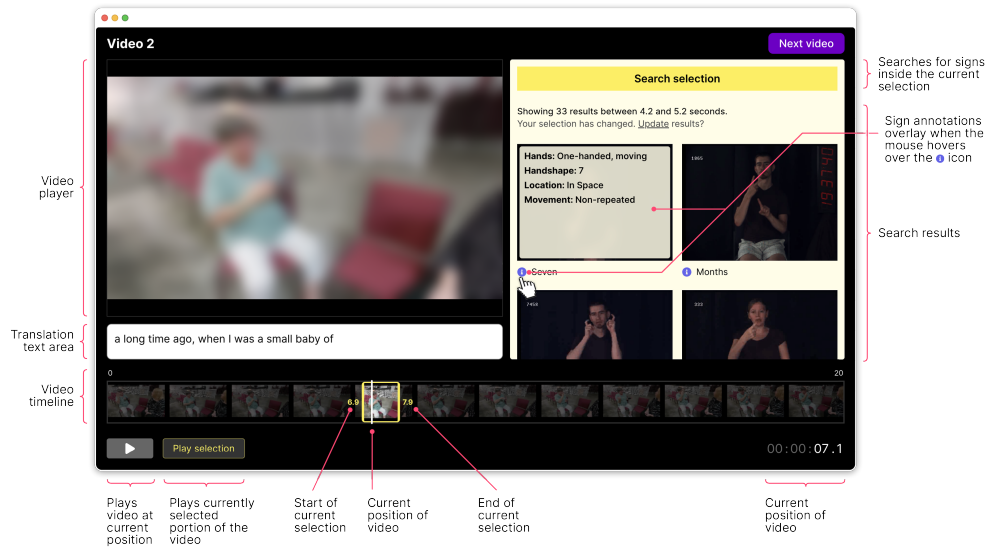 Video 2
Next video
Search selection
Showing 33 results between 4.2 and 5.2 seconds.
Your selection has changed. Update results?
Hands: One-handed, moving
Handshape: 7
Location: In Space
Movement: Non-repeated
1065
i Seven
i Months
7458
333
a long time ago, when I was a small baby of
0
20
6.9
7.9
Play selection
00:00:07.1
Video
player
Translation
text area
Video
timeline
Searches for signs
inside the current
selection
Sign annotations
overlay when the
mouse hovers
over the i icon
Search results
Plays
video at
current
position
Plays currently
selected
portion of the
video
Start of
current
selection
Current
position of
video
End of
current
selection
Current
position of
video